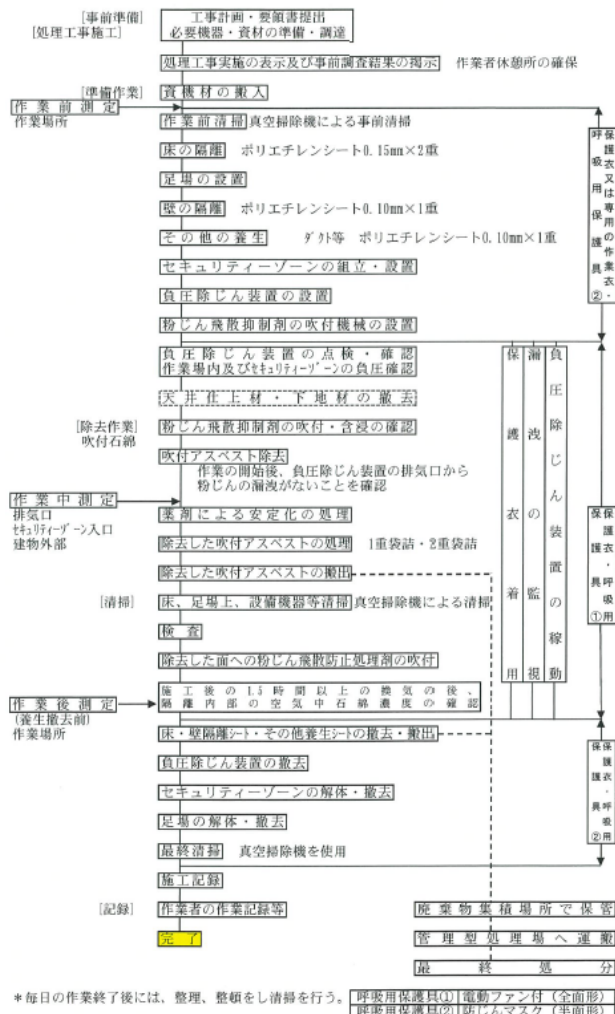 [事前準備]
[処理工事施工]
工事計画・要領書提出
必要機器・資材の準備・調達
処理工事実施の表示及び事前調査結果の掲示 作業者休憩所の確保
[準備作業] 資機材の搬入
作業前測定
作業場所
作業前清掃 真空掃除機による事前清掃
床の隔離 ポリエチレンシート0.15mm×2重
足場の設置
壁の隔離 ポリエチレンシート0.10mm×1重
その他の養生 ダクト等 ポリエチレンシート0.10mm×1重
セキュリティーゾーンの組立・設置
負圧除じん装置の設置
粉じん飛散抑制剤の吹付機械の設置
保護衣又は専用の作業衣・
呼吸用保護具②
負圧除じん装置の点検・確認
作業場内及びセキュリティーゾーンの負圧確認
天井仕上材・下地材の撤去
[除去作業]
吹付石綿
粉じん飛散抑制剤の吹付・含浸の確認
吹付アスベスト除去
作業の開始後、負圧除じん装置の排気口から
粉じんの漏洩がないことを確認
作業中測定
排気口
セキュリティーゾーン入口
建物外部
薬剤による安定化の処理
除去した吹付アスベストの処理 1重袋詰・2重袋詰
除去した吹付アスベストの搬出
[清掃] 床、足場上、設備機器等清掃 真空掃除機による清掃
検査
除去した面への粉じん飛散防止処理剤の吹付
保護衣着用
漏洩の監視
負圧除じん装置の稼動
保護衣・呼吸用
保護具①
作業後測定
(養生撤去前)
作業場所
施工後の1.5時間以上の換気の後、
隔離内部の空気中石綿濃度の確認
床・壁隔離シート・その他養生シートの撤去・搬出
負圧除じん装置の撤去
セキュリティーゾーンの解体・撤去
足場の解体・撤去
最終清掃 真空掃除機を使用
保護衣・呼吸用
保護具②
施工記録
[記録] 作業者の作業記録等
完了
廃棄物集積場所で保管
管理型処理場へ運搬
最終処分
*毎日の作業終了後には、整理、整頓をし清掃を行う。
呼吸用保護具① 電動ファン付(全面形)
呼吸用保護具② 防じんマスク(半面形)